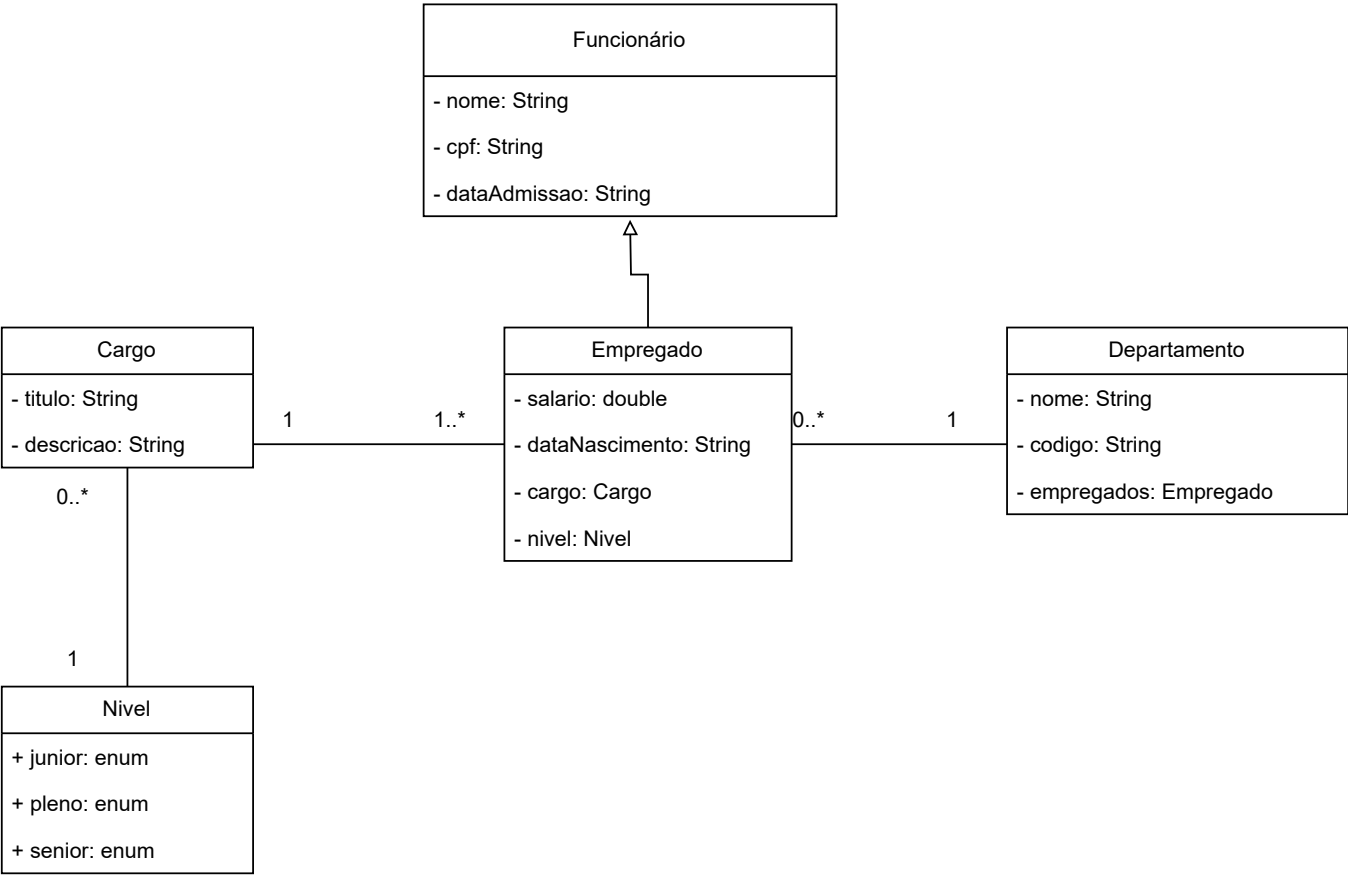 Funcionário
- nome: String
- cpf: String
- dataAdmissao: String
Cargo
- titulo: String
- descricao: String
1
1..*
Empregado
- salario: double
- dataNascimento: String
- cargo: Cargo
- nivel: Nivel
0..*
1
Departamento
- nome: String
- codigo: String
- empregados: Empregado
0..*
1
Nivel
+ junior: enum
+ pleno: enum
+ senior: enum